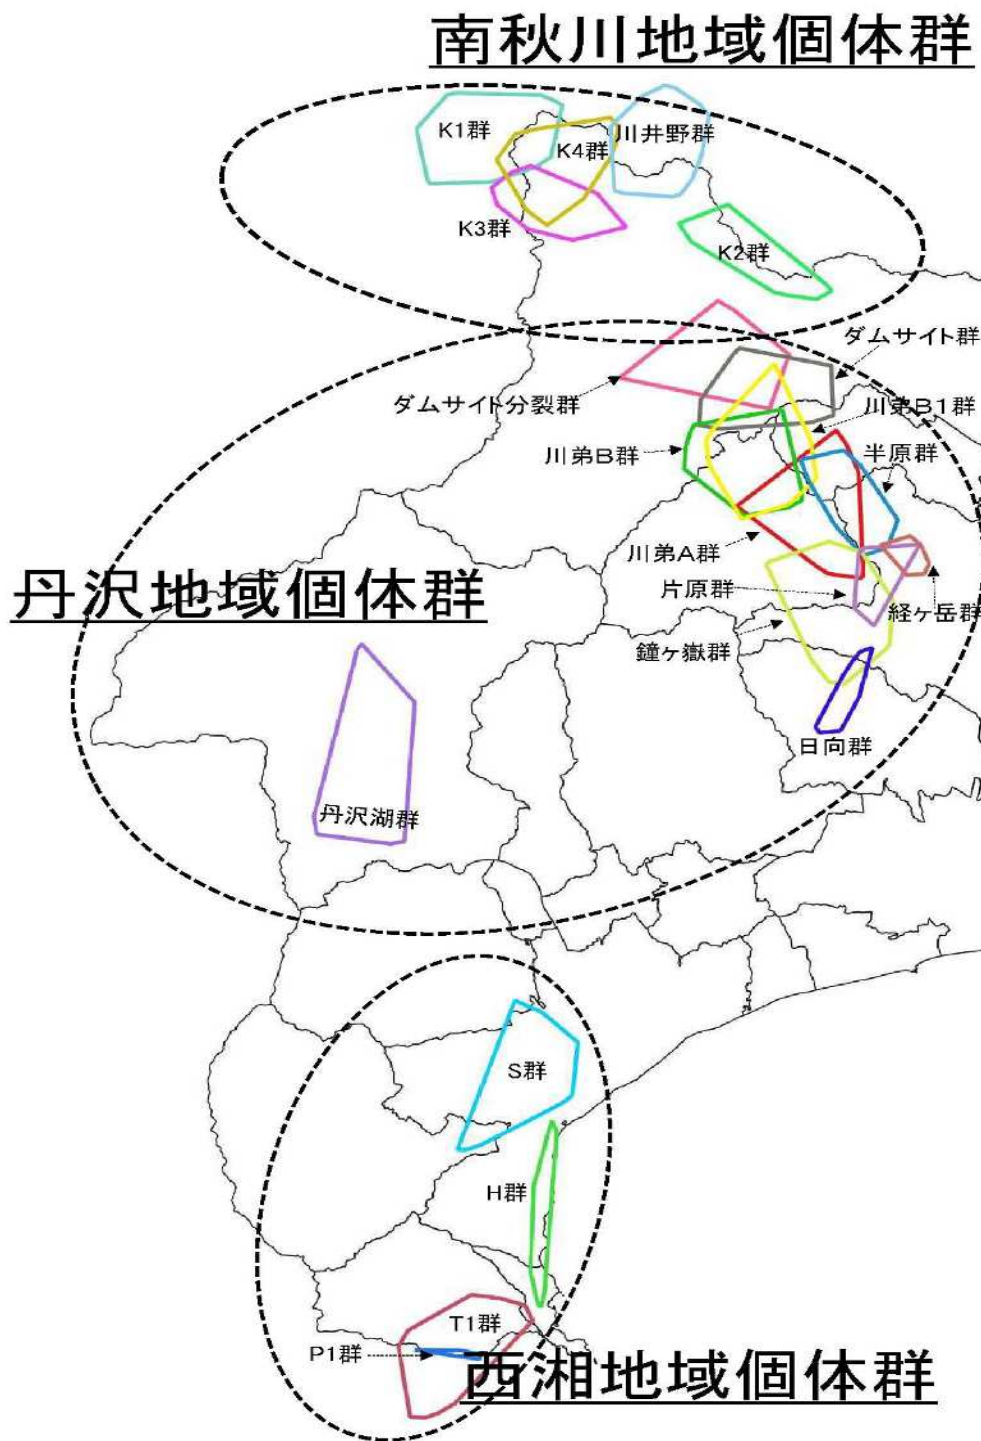 南秋川地域個体群
K1群
K4群
川井野群
K3群
K2群
ダムサイト群
ダムサイト分裂群
川弟B1群
川弟B群
半原群
川弟A群
片原群
経ヶ岳群
鐘ヶ嶽群
丹沢地域個体群
日向群
丹沢湖群
S群
H群
T1群
P1群
西湘地域個体群